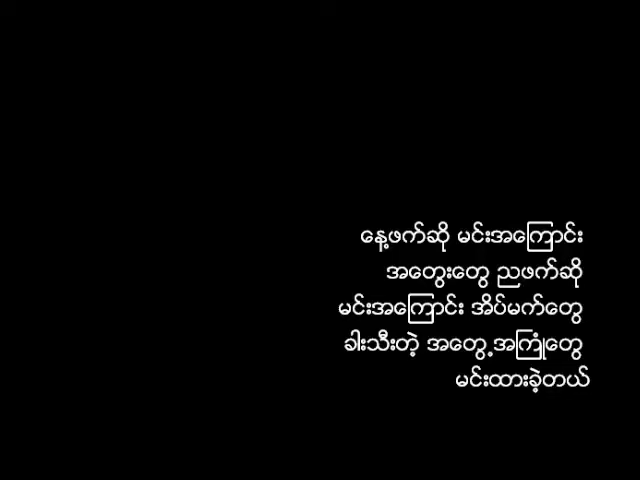 နေ့ဖက်ဆို မင်းအကြောင်း
အတွေးတွေ ညဖက်ဆို
မင်းအကြောင်း အိပ်မက်တွေ
ခါးသီးတဲ့ အတွေ့အကြုံတွေ
မင်းထားခဲ့တယ်